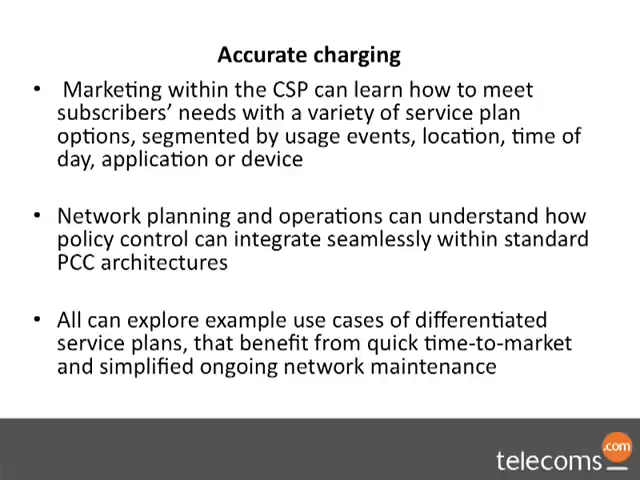 Accurate charging
• Marketing within the CSP can learn how to meet
subscribers’ needs with a variety of service plan
options, segmented by usage events, location, time of
day, application or device
• Network planning and operations can understand how
policy control can integrate seamlessly within standard
PCC architectures
• All can explore example use cases of differentiated
service plans, that benefit from quick time-to-market
and simplified ongoing network maintenance
telecoms.com